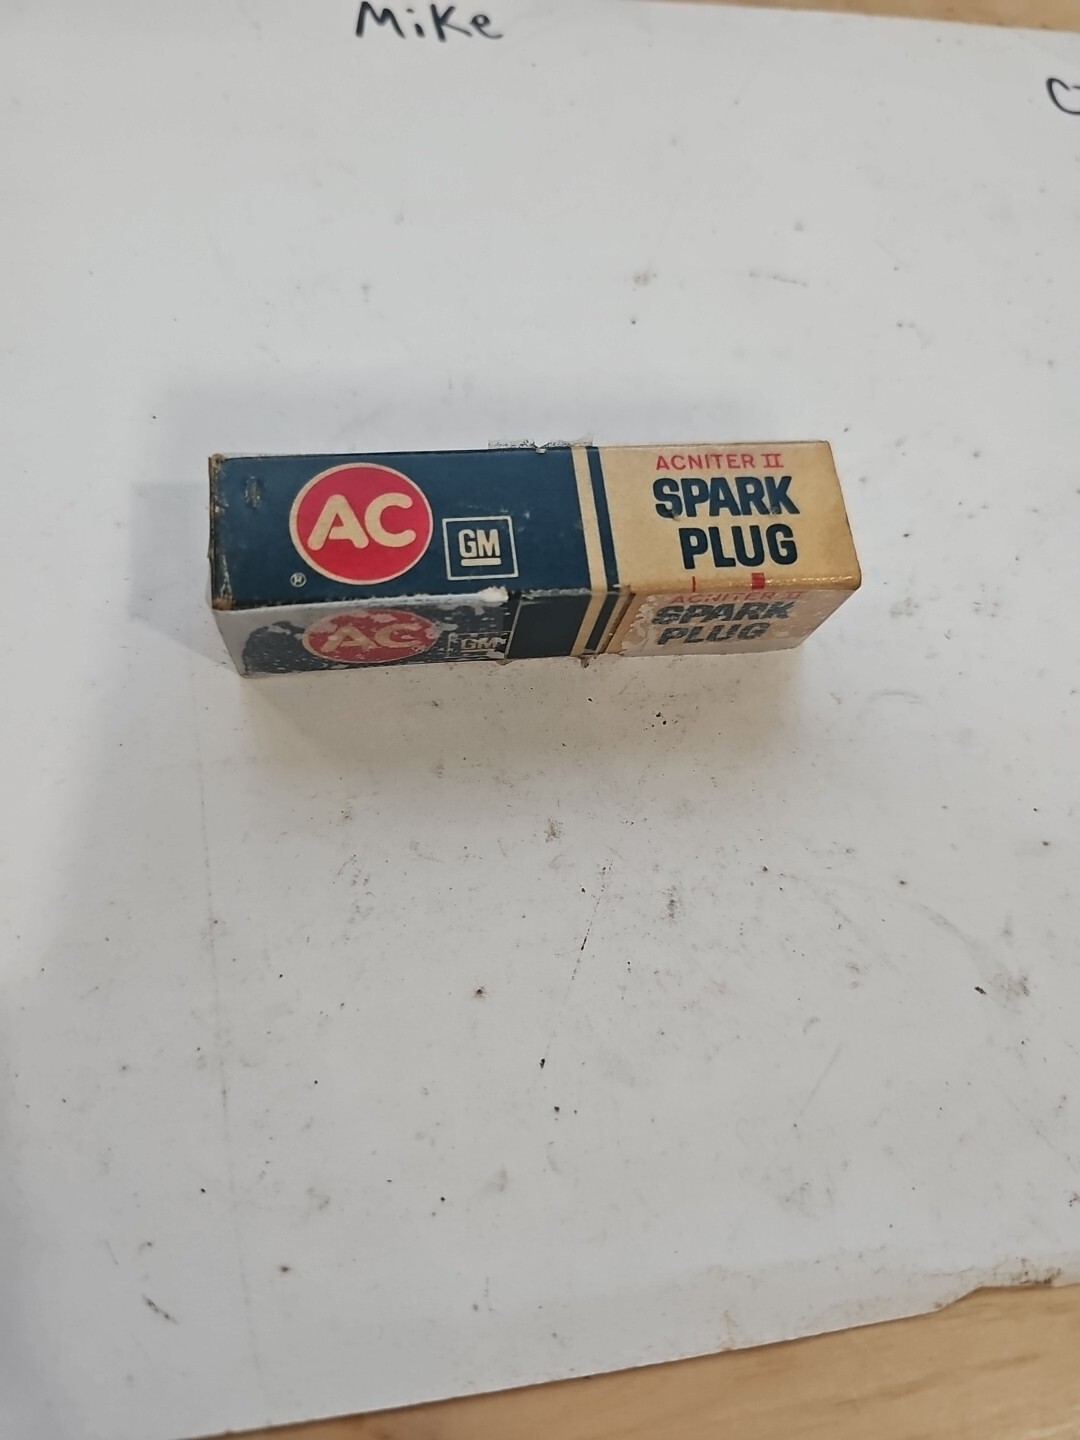 MiKe
AC
®
GM
ACNITER II
SPARK
PLUG
AC
GM
ACNITER II
SPARK
PLUG